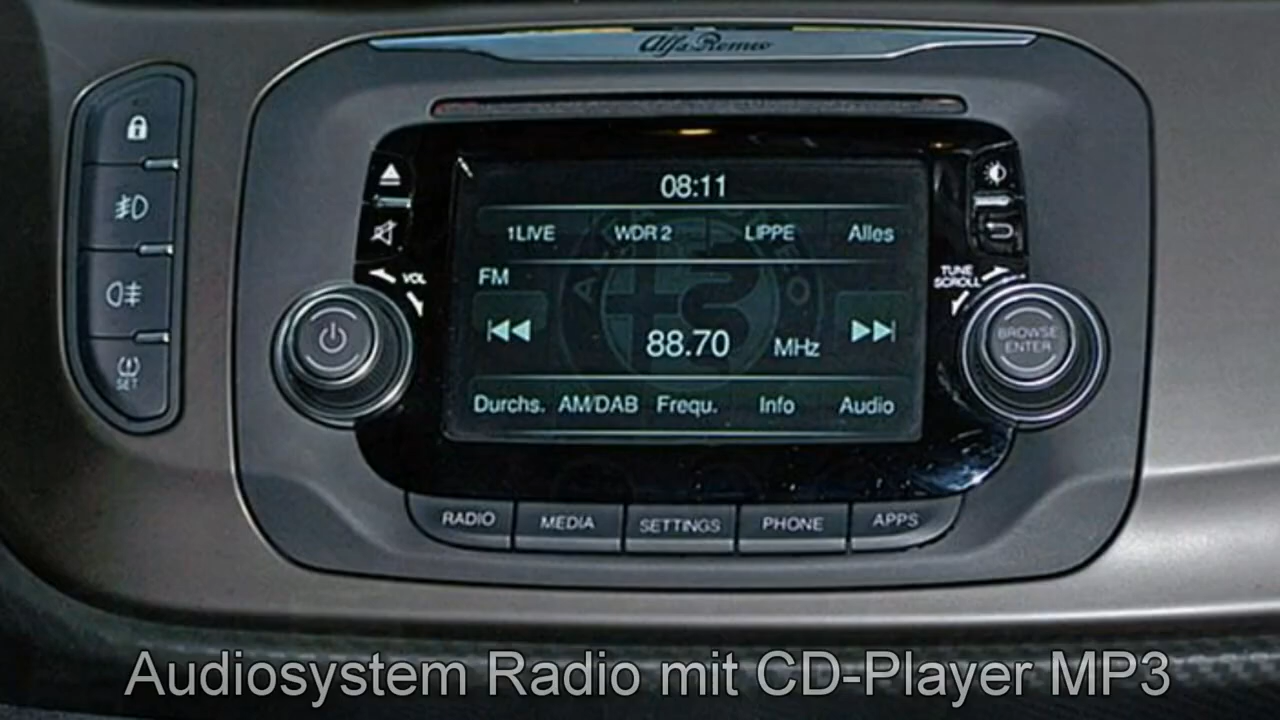 Alfa Romeo
08:11
1LIVE WDR 2 LIPPE Alles
VOL
FM
TUNE
SCROLL
88.70 MHz
BROWSE
ENTER
SET
Durchs. AM/DAB Frequ. Info Audio
RADIO MEDIA SETTINGS PHONE APPS
Audiosystem Radio mit CD-Player MP3